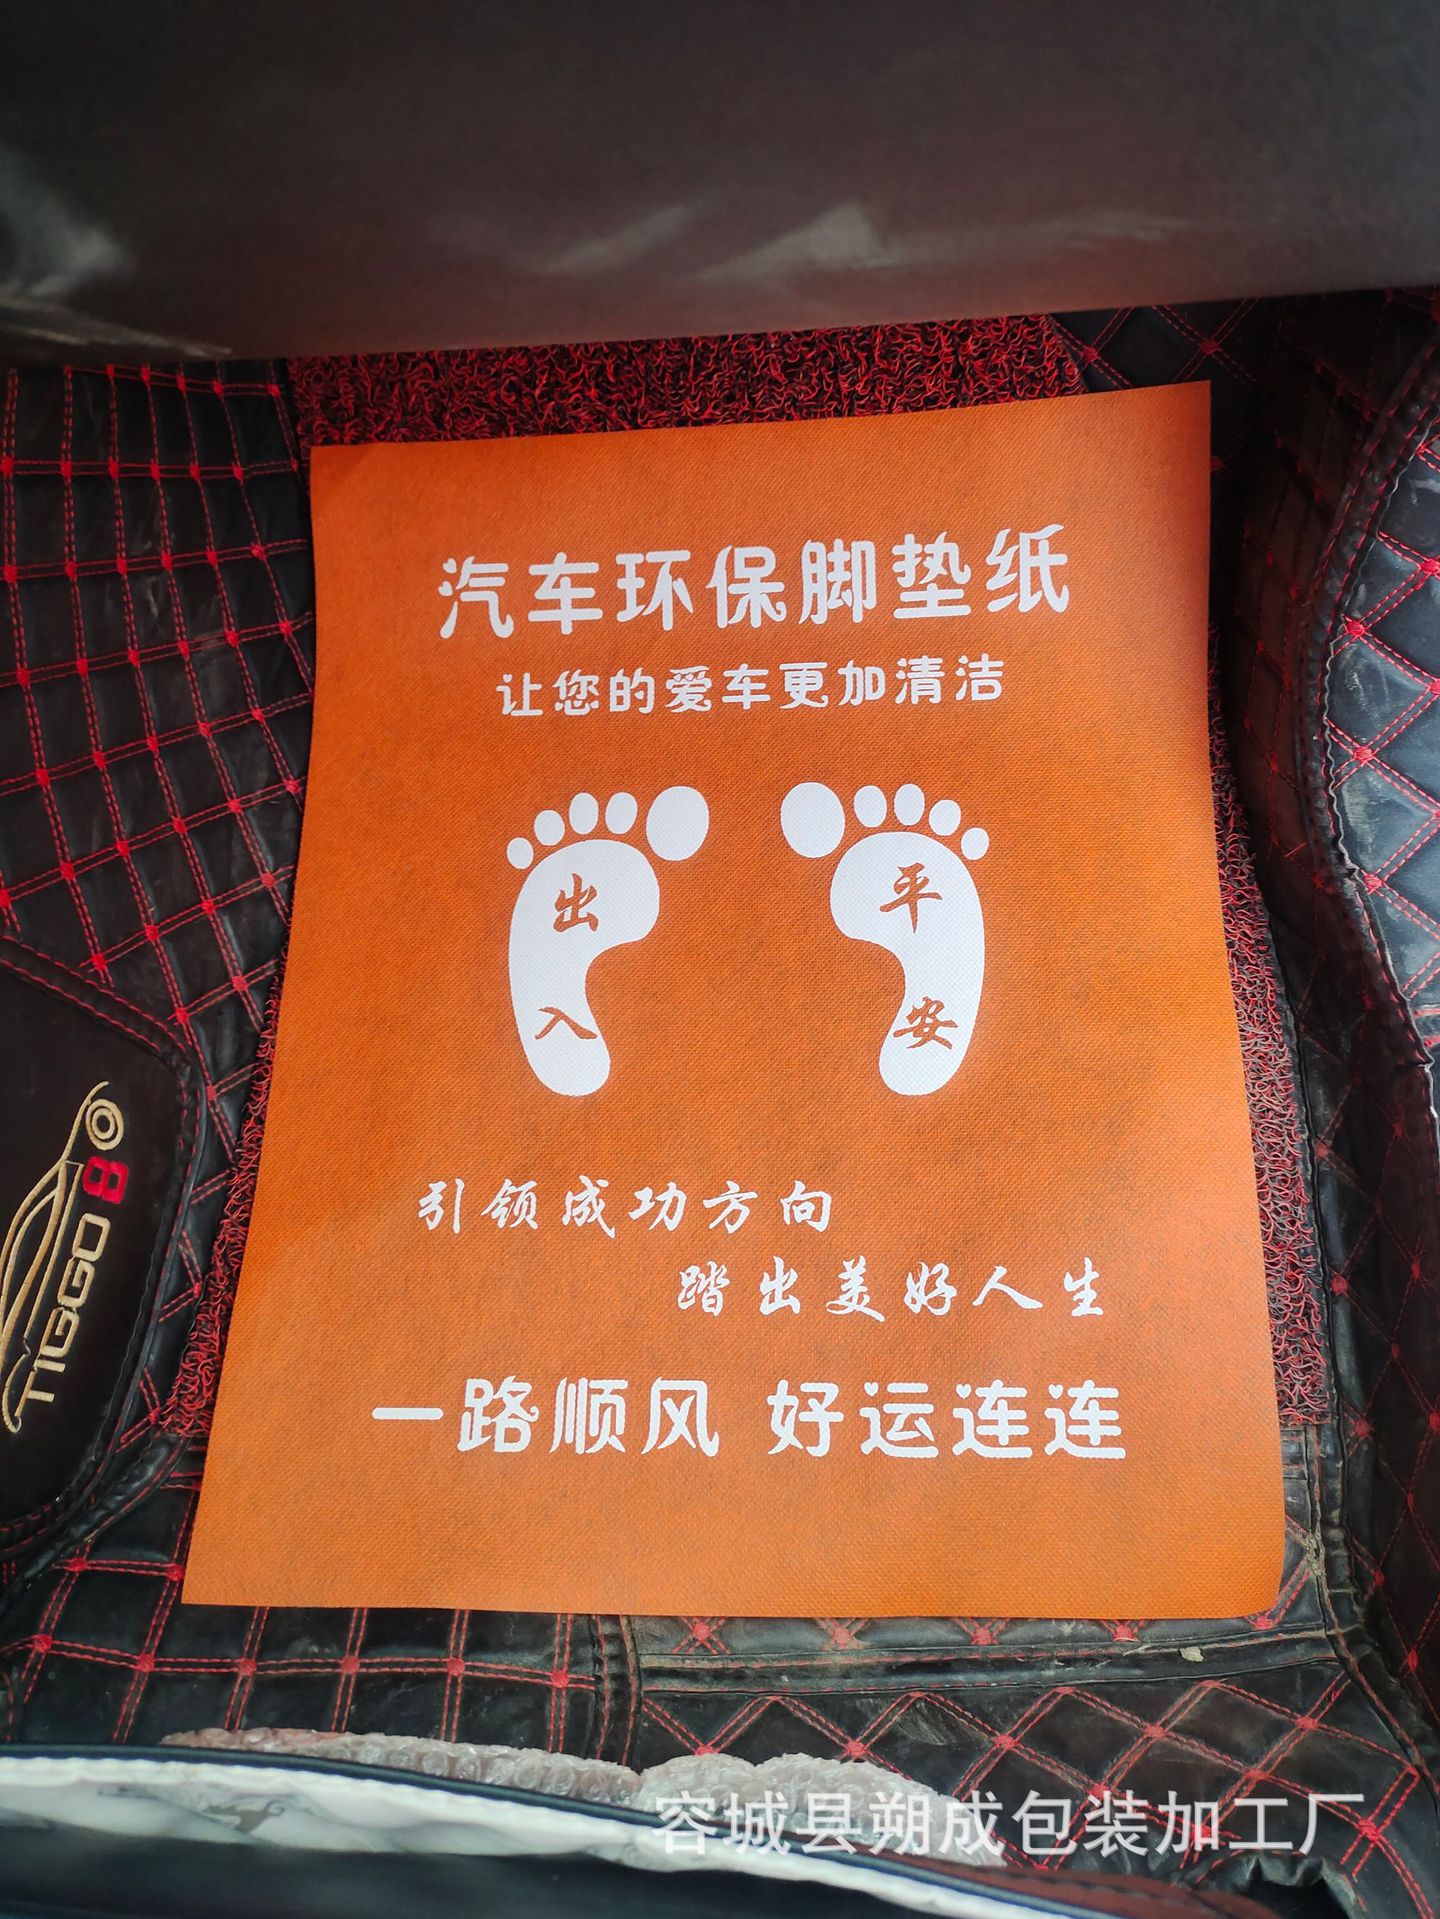 汽车环保脚垫纸
让您的爱车更加清洁
出入
平安
引领成功方向
踏出美好人生
一路顺风 好运连连
TIGGO 8
容城县朔成包装加工厂